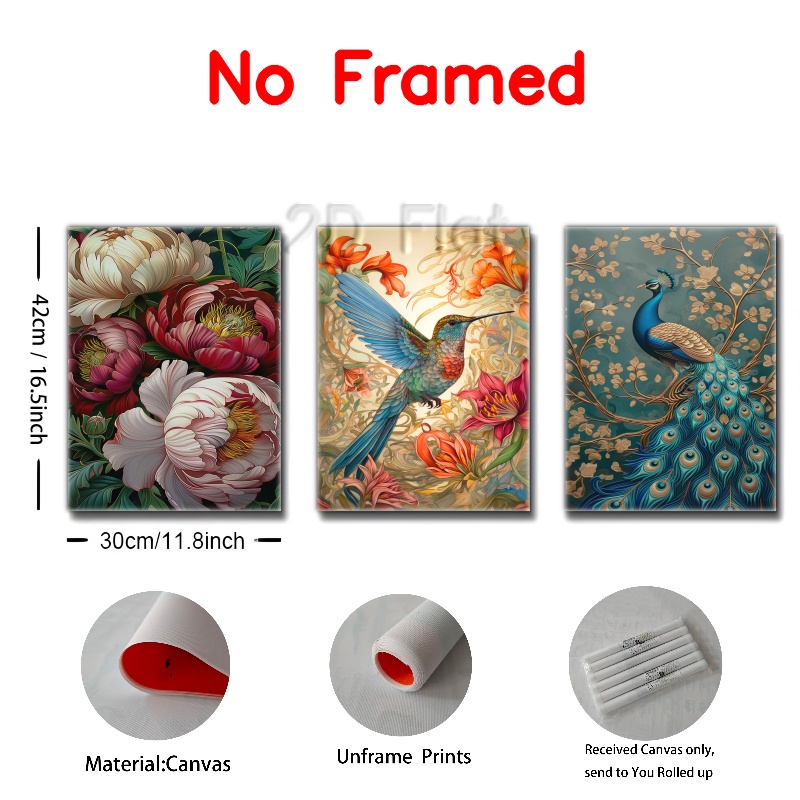 No Framed
2D Flat
42cm / 16.5inch
30cm/11.8inch
Material:Canvas
Unframe Prints
Received Canvas only,
send to You Rolled up